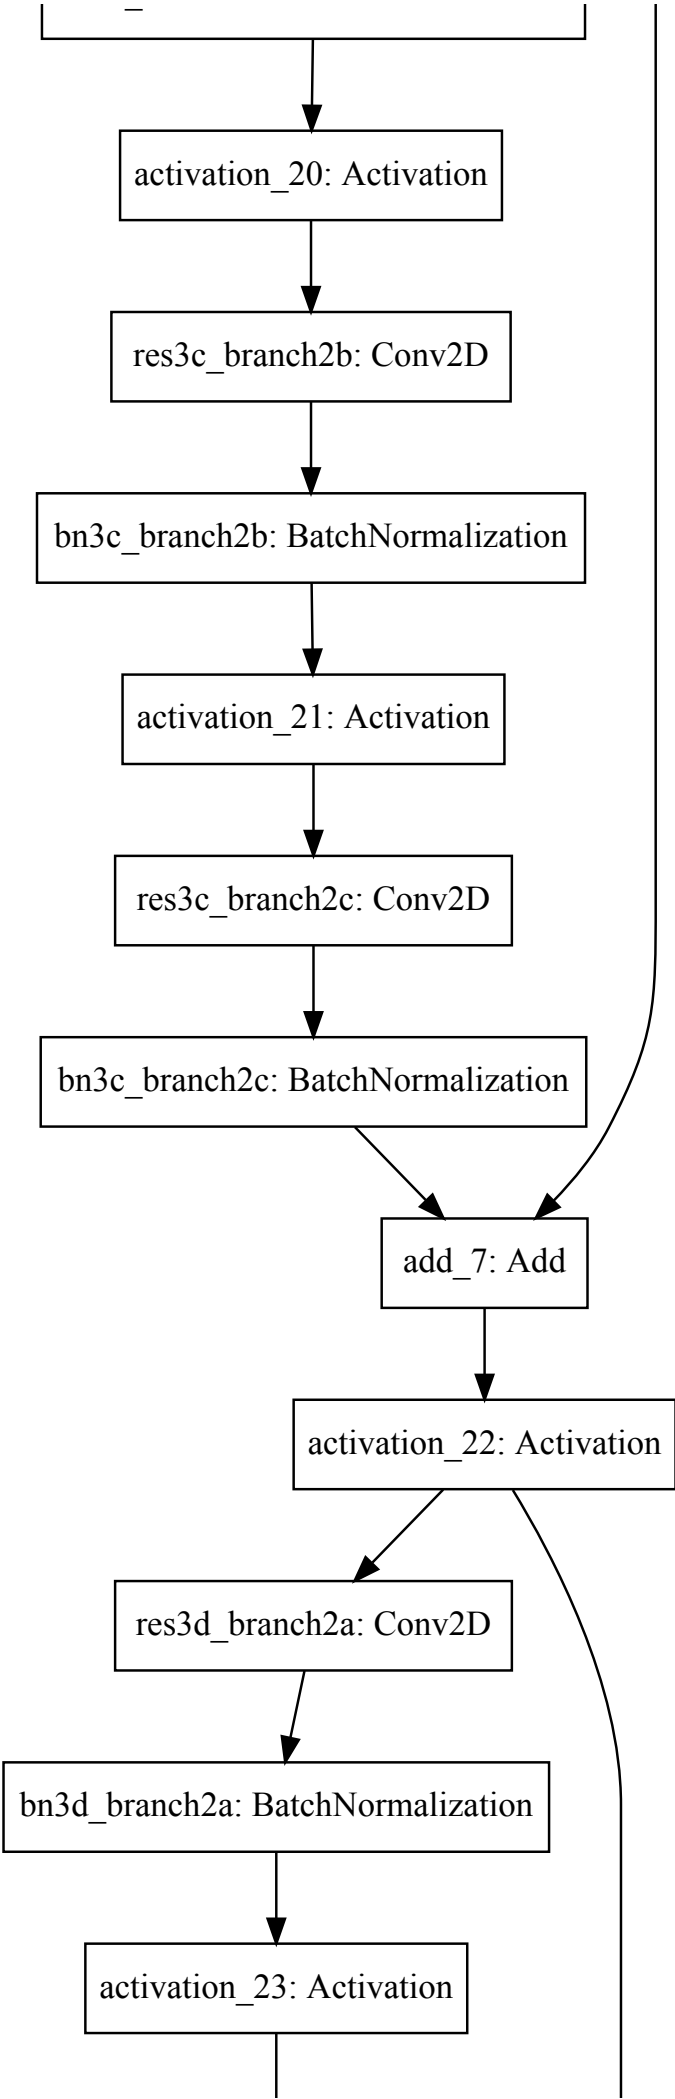 activation_20: Activation
res3c_branch2b: Conv2D
bn3c_branch2b: BatchNormalization
activation_21: Activation
res3c_branch2c: Conv2D
bn3c_branch2c: BatchNormalization
add_7: Add
activation_22: Activation
res3d_branch2a: Conv2D
bn3d_branch2a: BatchNormalization
activation_23: Activation